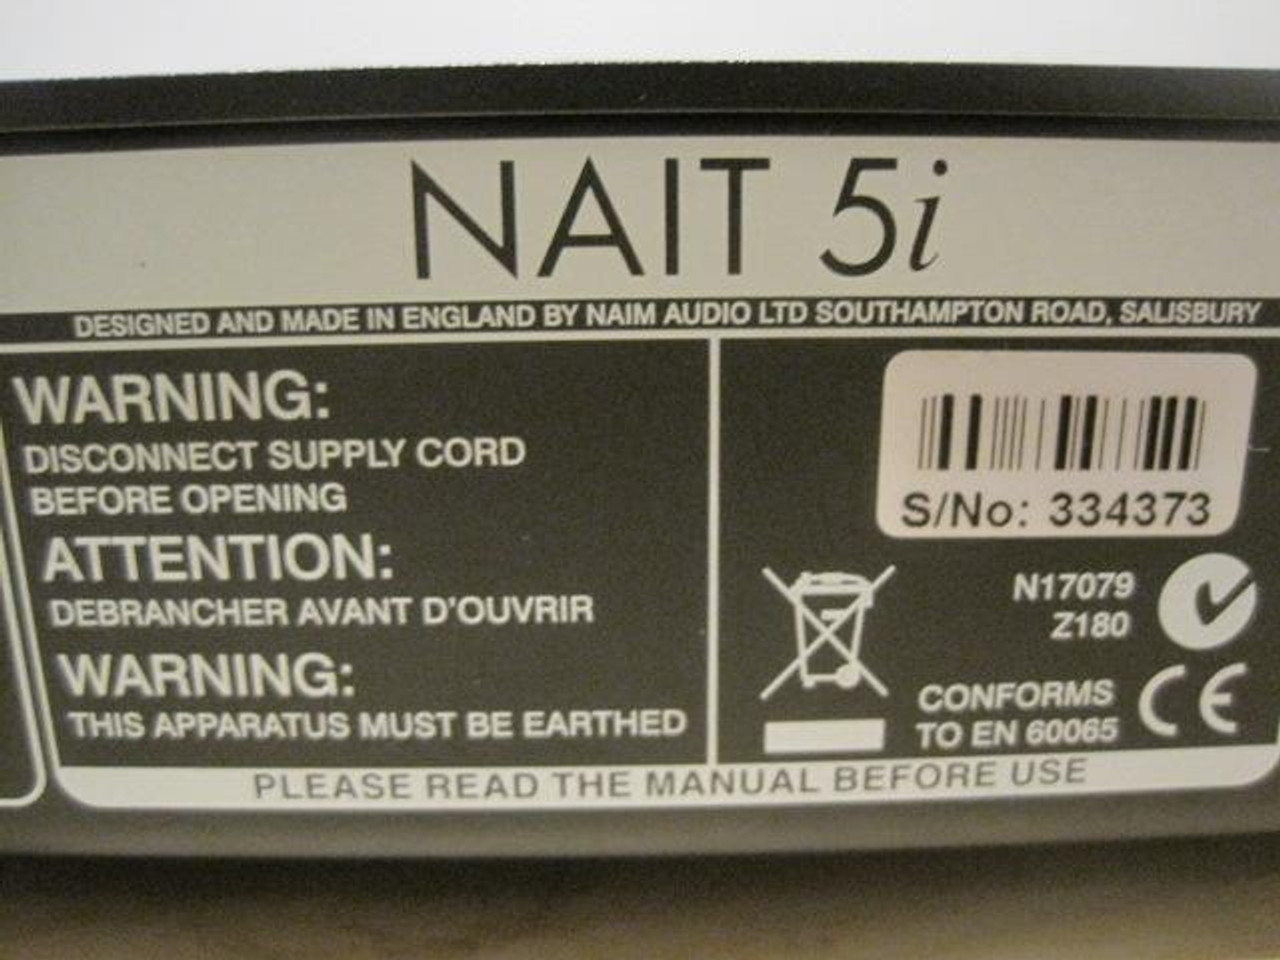 NAIT 5i
DESIGNED AND MADE IN ENGLAND BY NAIM AUDIO LTD SOUTHAMPTON ROAD, SALISBURY
WARNING:
DISCONNECT SUPPLY CORD
BEFORE OPENING
ATTENTION:
DEBRANCHER AVANT D'OUVRIR
WARNING:
THIS APPARATUS MUST BE EARTHED
S/No: 334373
N17079
Z180
CONFORMS
TO EN 60065
CE
PLEASE READ THE MANUAL BEFORE USE